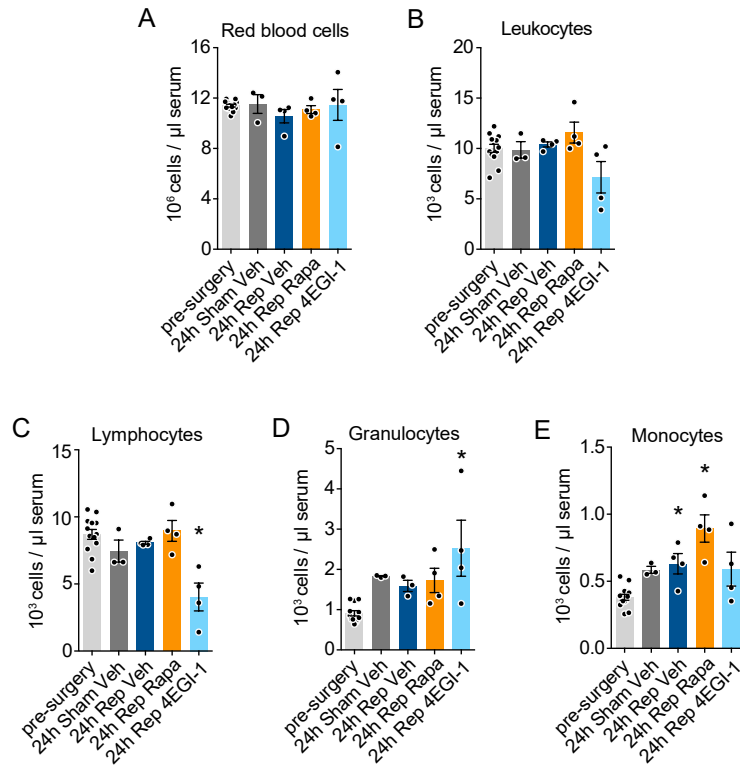 A
Red blood cells
10⁶ cells / µl serum
16
12
8
4
0
pre-surgery
24h Sham Veh
24h Rep Veh
24h Rep Rapa
24h Rep 4EGI-1
B
Leukocytes
10³ cells / µl serum
20
15
10
5
0
pre-surgery
24h Sham Veh
24h Rep Veh
24h Rep Rapa
24h Rep 4EGI-1
C
Lymphocytes
10³ cells / µl serum
15
10
5
0
*
pre-surgery
24h Sham Veh
24h Rep Veh
24h Rep Rapa
24h Rep 4EGI-1
D
Granulocytes
10³ cells / µl serum
5
4
3
2
1
0
*
pre-surgery
24h Sham Veh
24h Rep Veh
24h Rep Rapa
24h Rep 4EGI-1
E
Monocytes
10³ cells / µl serum
1.5
1.0
0.5
0.0
*
*
pre-surgery
24h Sham Veh
24h Rep Veh
24h Rep Rapa
24h Rep 4EGI-1